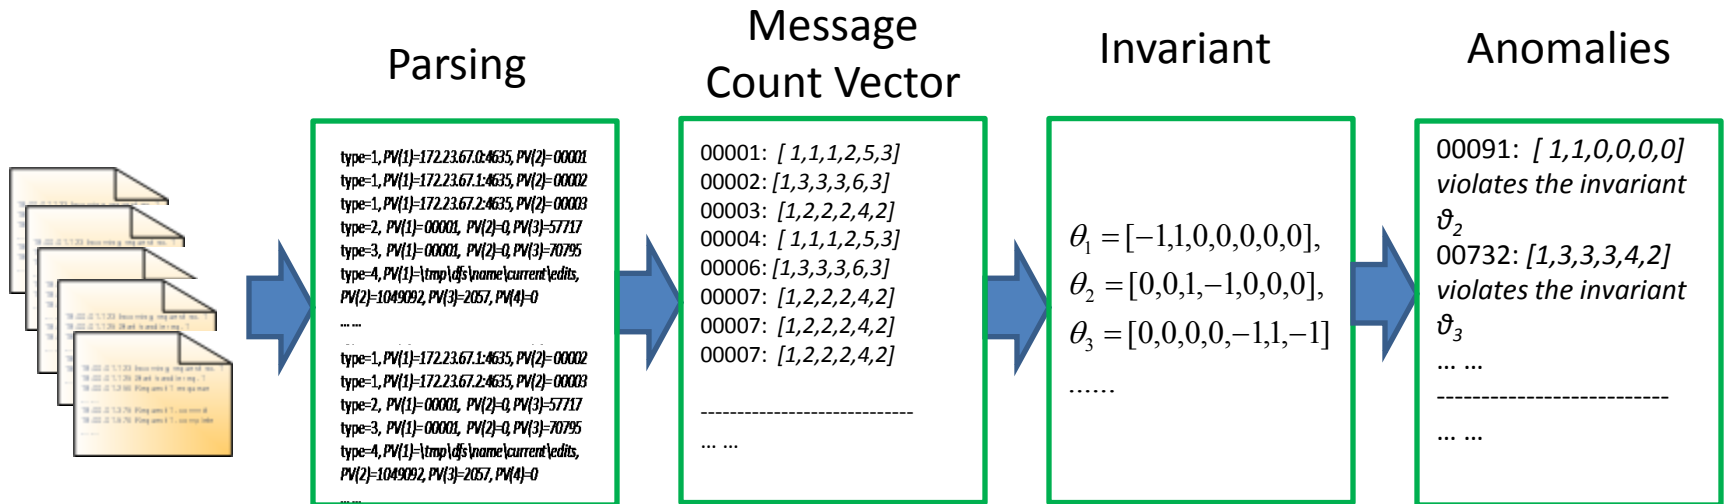 Parsing
Message
Count Vector
Invariant
Anomalies
type=1, PV(1)=172.23.67.0:4635, PV(2)= 00001
type=1, PV(1)=172.23.67.1:4635, PV(2)= 00002
type=1, PV(1)=172.23.67.2:4635, PV(2)= 00003
type=2, PV(1)= 00001, PV(2)=0, PV(3)=57717
type=3, PV(1)= 00001, PV(2)=0, PV(3)=70795
type=4, PV(1)=\tmp\dfs\name\current\edits,
PV(2)=1049092, PV(3)=2057, PV(4)=0
... ...
type=1, PV(1)=172.23.67.1:4635, PV(2)= 00002
type=1, PV(1)=172.23.67.2:4635, PV(2)= 00003
type=2, PV(1)= 00001, PV(2)=0, PV(3)=57717
type=3, PV(1)= 00001, PV(2)=0, PV(3)=70795
type=4, PV(1)=\tmp\dfs\name\current\edits,
PV(2)=1049092, PV(3)=2057, PV(4)=0
... ...
00001: [ 1,1,1,2,5,3]
00002: [1,3,3,3,6,3]
00003: [1,2,2,2,4,2]
00004: [ 1,1,1,2,5,3]
00006: [1,3,3,3,6,3]
00007: [1,2,2,2,4,2]
00007: [1,2,2,2,4,2]
00007: [1,2,2,2,4,2]
-----------------------------
... ...
θ1 = [−1,1,0,0,0,0,0],
θ2 = [0,0,1,−1,0,0,0],
θ3 = [0,0,0,0,−1,1,−1]
......
00091: [ 1,1,0,0,0,0]
violates the invariant
ϑ2
00732: [1,3,3,3,4,2]
violates the invariant
ϑ3
... ...
--------------------------
... ...